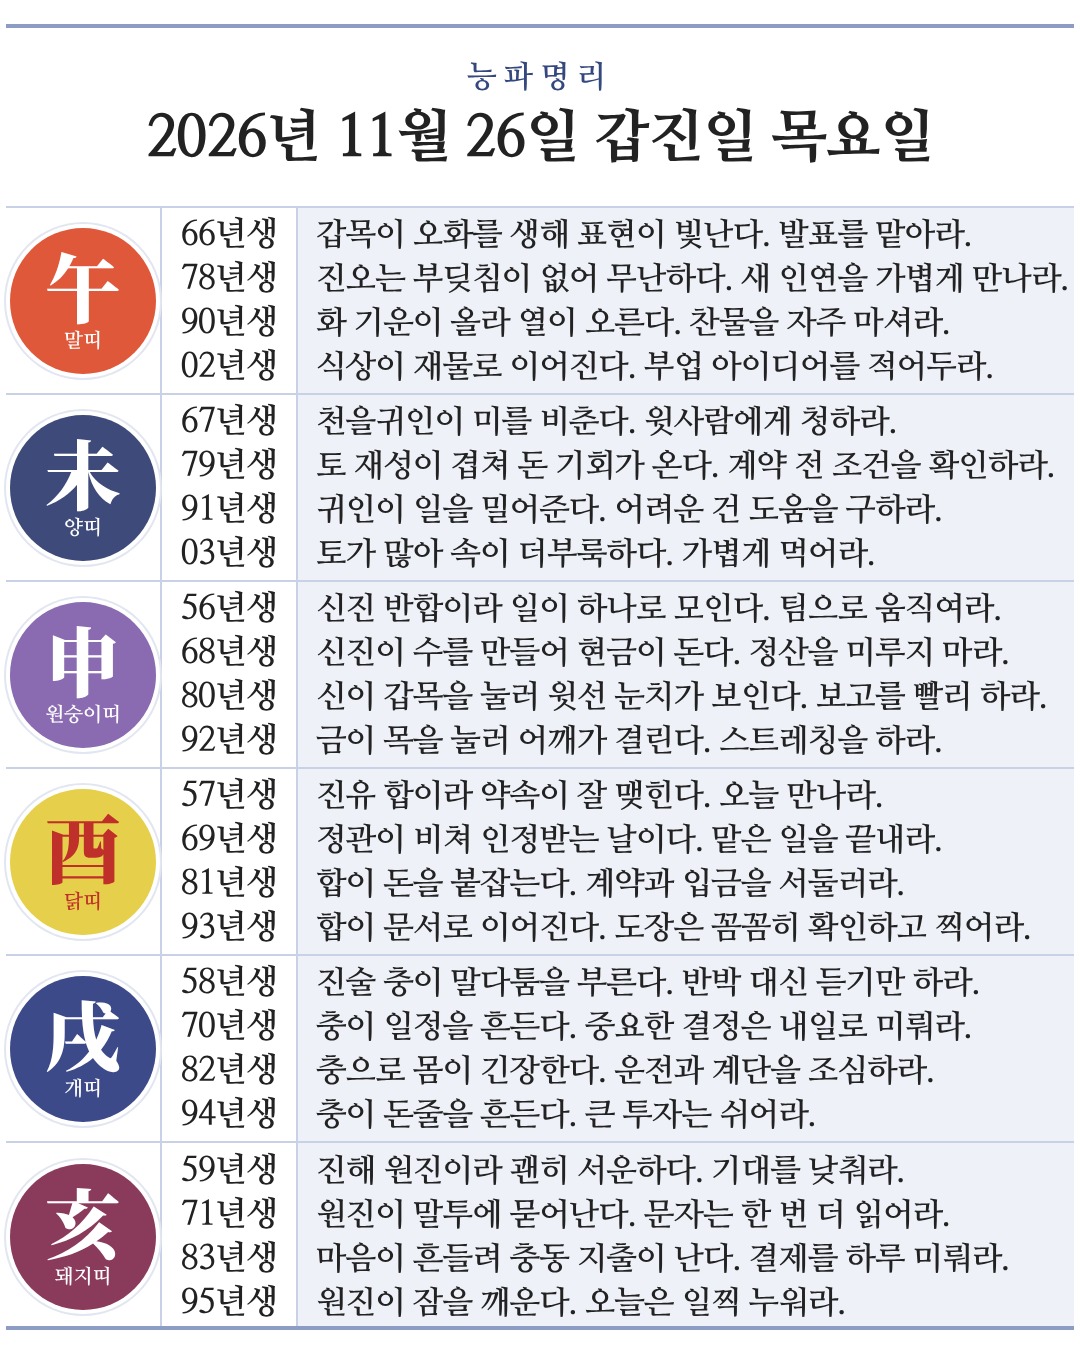 능파명리
2026년 11월 26일 갑진일 목요일
午
말띠
66년생 갑목이 오화를 생해 표현이 빛난다. 발표를 맡아라.
78년생 진오는 부딪침이 없어 무난하다. 새 인연을 가볍게 만나라.
90년생 화 기운이 올라 열이 오른다. 찬물을 자주 마셔라.
02년생 식상이 재물로 이어진다. 부업 아이디어를 적어두라.
未
양띠
67년생 천을귀인이 미를 비춘다. 윗사람에게 청하라.
79년생 토 재성이 겹쳐 돈 기회가 온다. 계약 전 조건을 확인하라.
91년생 귀인이 일을 밀어준다. 어려운 건 도움을 구하라.
03년생 토가 많아 속이 더부룩하다. 가볍게 먹어라.
申
원숭이띠
56년생 신진 반합이라 일이 하나로 모인다. 팀으로 움직여라.
68년생 신진이 수를 만들어 현금이 돈다. 정산을 미루지 마라.
80년생 신이 갑목을 눌러 윗선 눈치가 보인다. 보고를 빨리 하라.
92년생 금이 목을 눌러 어깨가 결린다. 스트레칭을 하라.
酉
닭띠
57년생 진유 합이라 약속이 잘 맺힌다. 오늘 만나라.
69년생 정관이 비쳐 인정받는 날이다. 맡은 일을 끝내라.
81년생 합이 돈을 붙잡는다. 계약과 입금을 서둘러라.
93년생 합이 문서로 이어진다. 도장은 꼼꼼히 확인하고 찍어라.
戌
개띠
58년생 진술 충이 말다툼을 부른다. 반박 대신 듣기만 하라.
70년생 충이 일정을 흔든다. 중요한 결정은 내일로 미뤄라.
82년생 충으로 몸이 긴장한다. 운전과 계단을 조심하라.
94년생 충이 돈줄을 흔든다. 큰 투자는 쉬어라.
亥
돼지띠
59년생 진해 원진이라 괜히 서운하다. 기대를 낮춰라.
71년생 원진이 말투에 묻어난다. 문자는 한 번 더 읽어라.
83년생 마음이 흔들려 충동 지출이 난다. 결제를 하루 미뤄라.
95년생 원진이 잠을 깨운다. 오늘은 일찍 누워라.